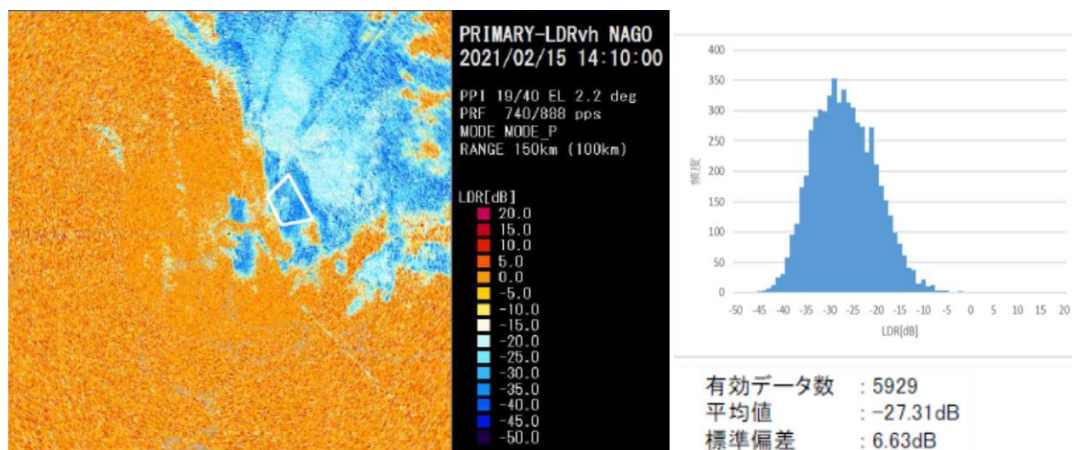 PRIMARY-LDRvh NAGO
2021/02/15 14:10:00
PPI 19/40 EL 2.2 deg
PRF 740/888 pps
MODE MODE_P
RANGE 150km (100km)
LDR[dB]
20.0
15.0
10.0
5.0
0.0
-5.0
-10.0
-15.0
-20.0
-25.0
-30.0
-35.0
-40.0
-45.0
-50.0
400
350
300
250
200
150
100
50
0
頻度
-50 -45 -40 -35 -30 -25 -20 -15 -10 -5 0 5 10 15 20
LDR[dB]
有効データ数 : 5929
平均値 : -27.31dB
標準偏差 : 6.63dB